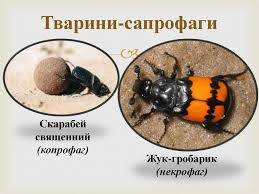 Тварини-сапрофаги
Скарабей
священний
(копрофаг)
Жук-гробарик
(некрофаг)